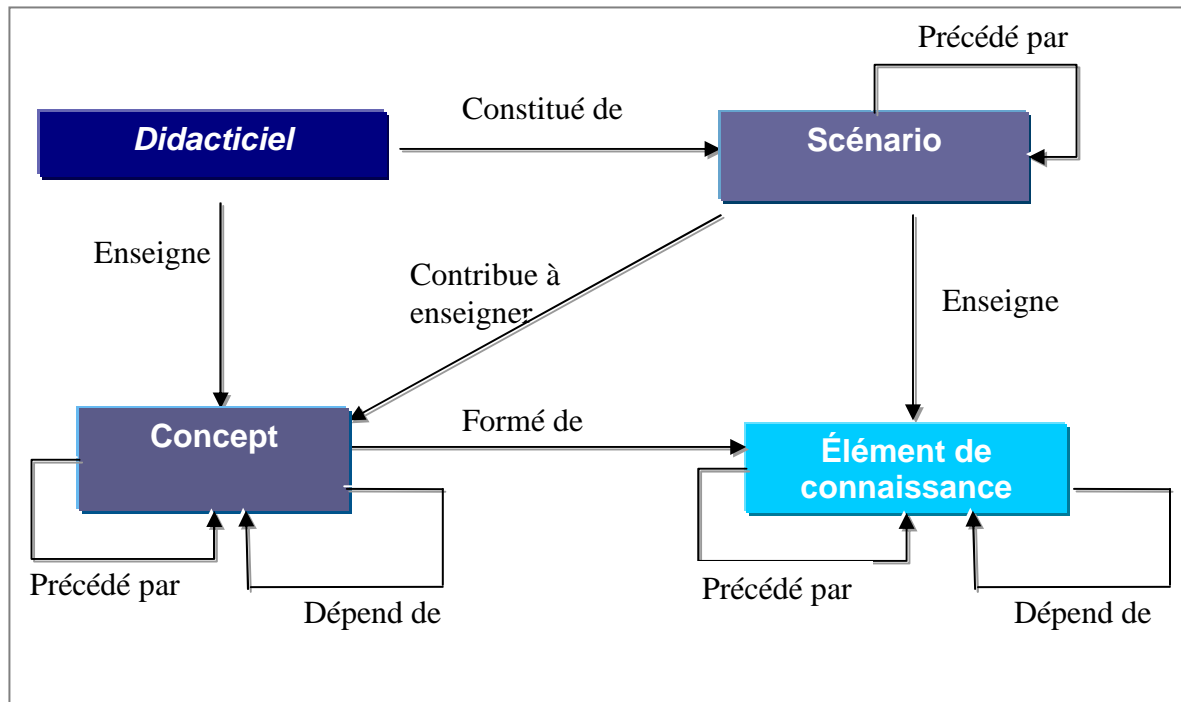 Précédé par
Constitué de
Didacticiel
Scénario
Enseigne
Contribue à
enseigner
Enseigne
Concept
Formé de
Élément de
connaissance
Précédé par
Dépend de
Précédé par
Dépend de